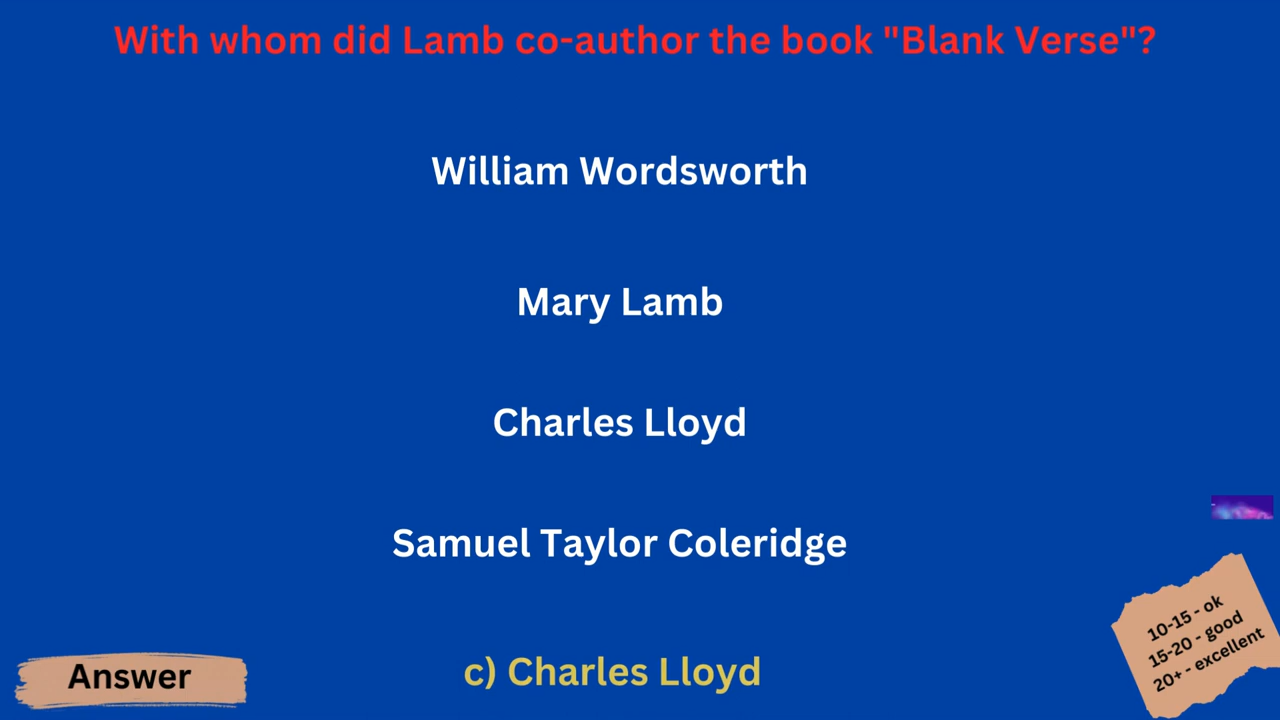 With whom did Lamb co-author the book "Blank Verse"?
William Wordsworth
Mary Lamb
Charles Lloyd
Samuel Taylor Coleridge
Answer
c) Charles Lloyd
10-15 - ok
15-20 - good
20+ - excellent